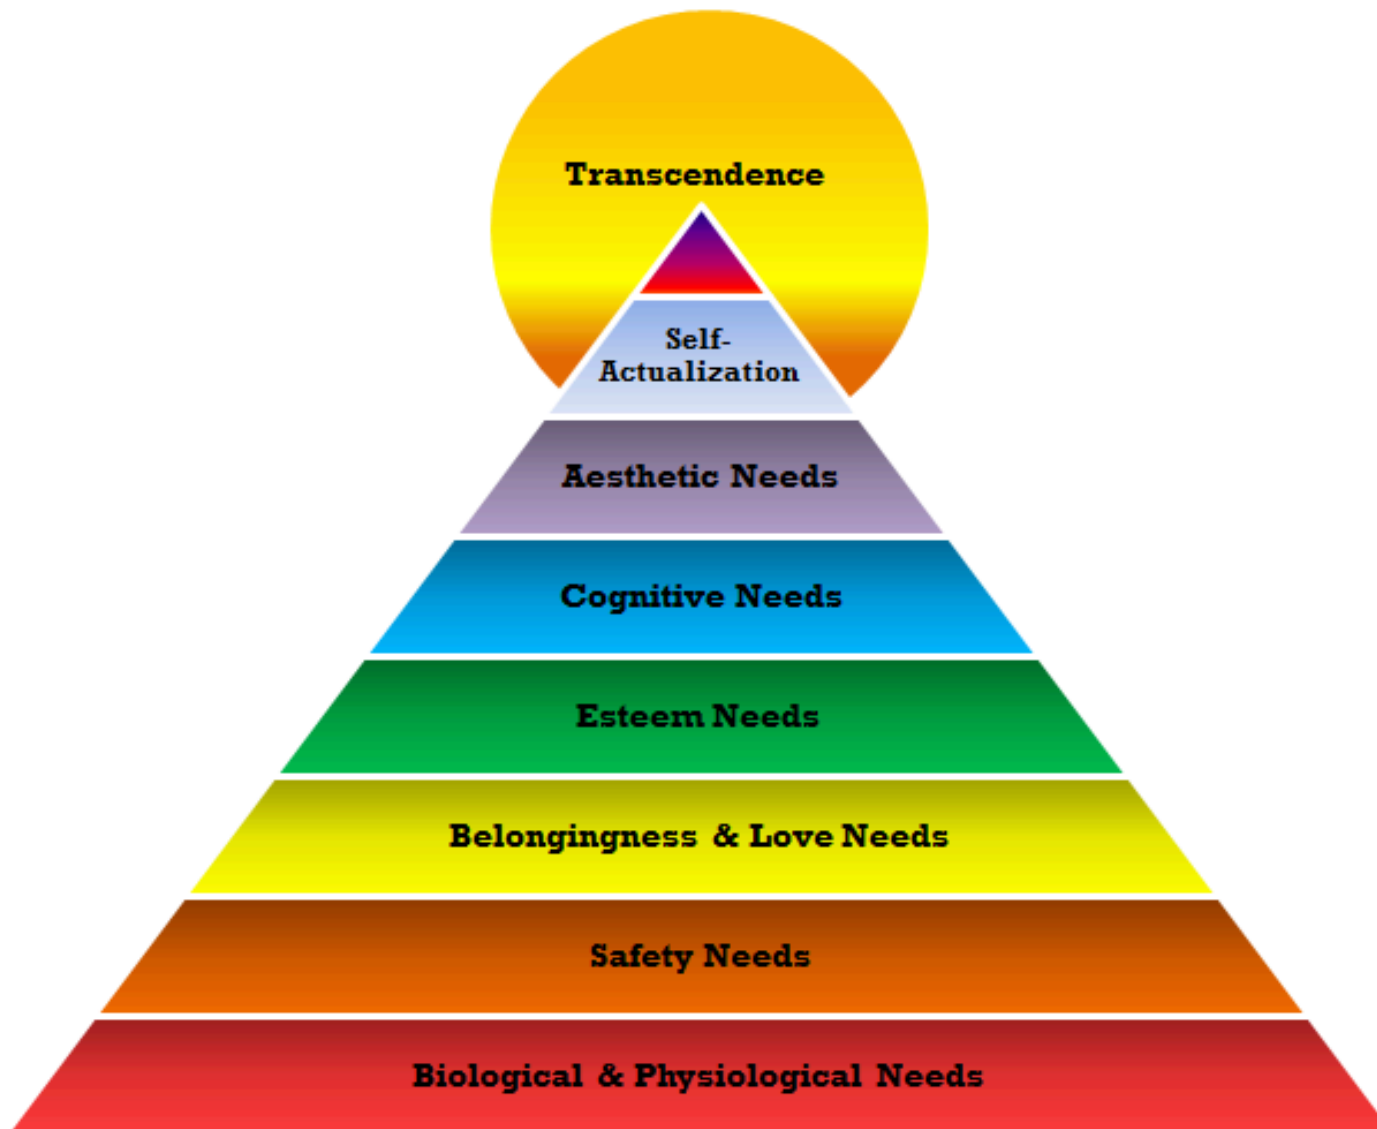 Transcendence
Self-
Actualization
Aesthetic Needs
Cognitive Needs
Esteem Needs
Belongingness & Love Needs
Safety Needs
Biological & Physiological Needs